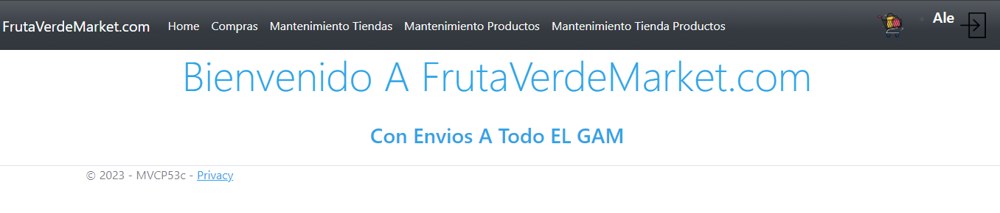 FrutaVerdeMarket.com Home Compras Mantenimiento Tiendas Mantenimiento Productos Mantenimiento Tienda Productos Ale
Bienvenido A FrutaVerdeMarket.com
Con Envios A Todo EL GAM
© 2023 - MVCP53c - Privacy